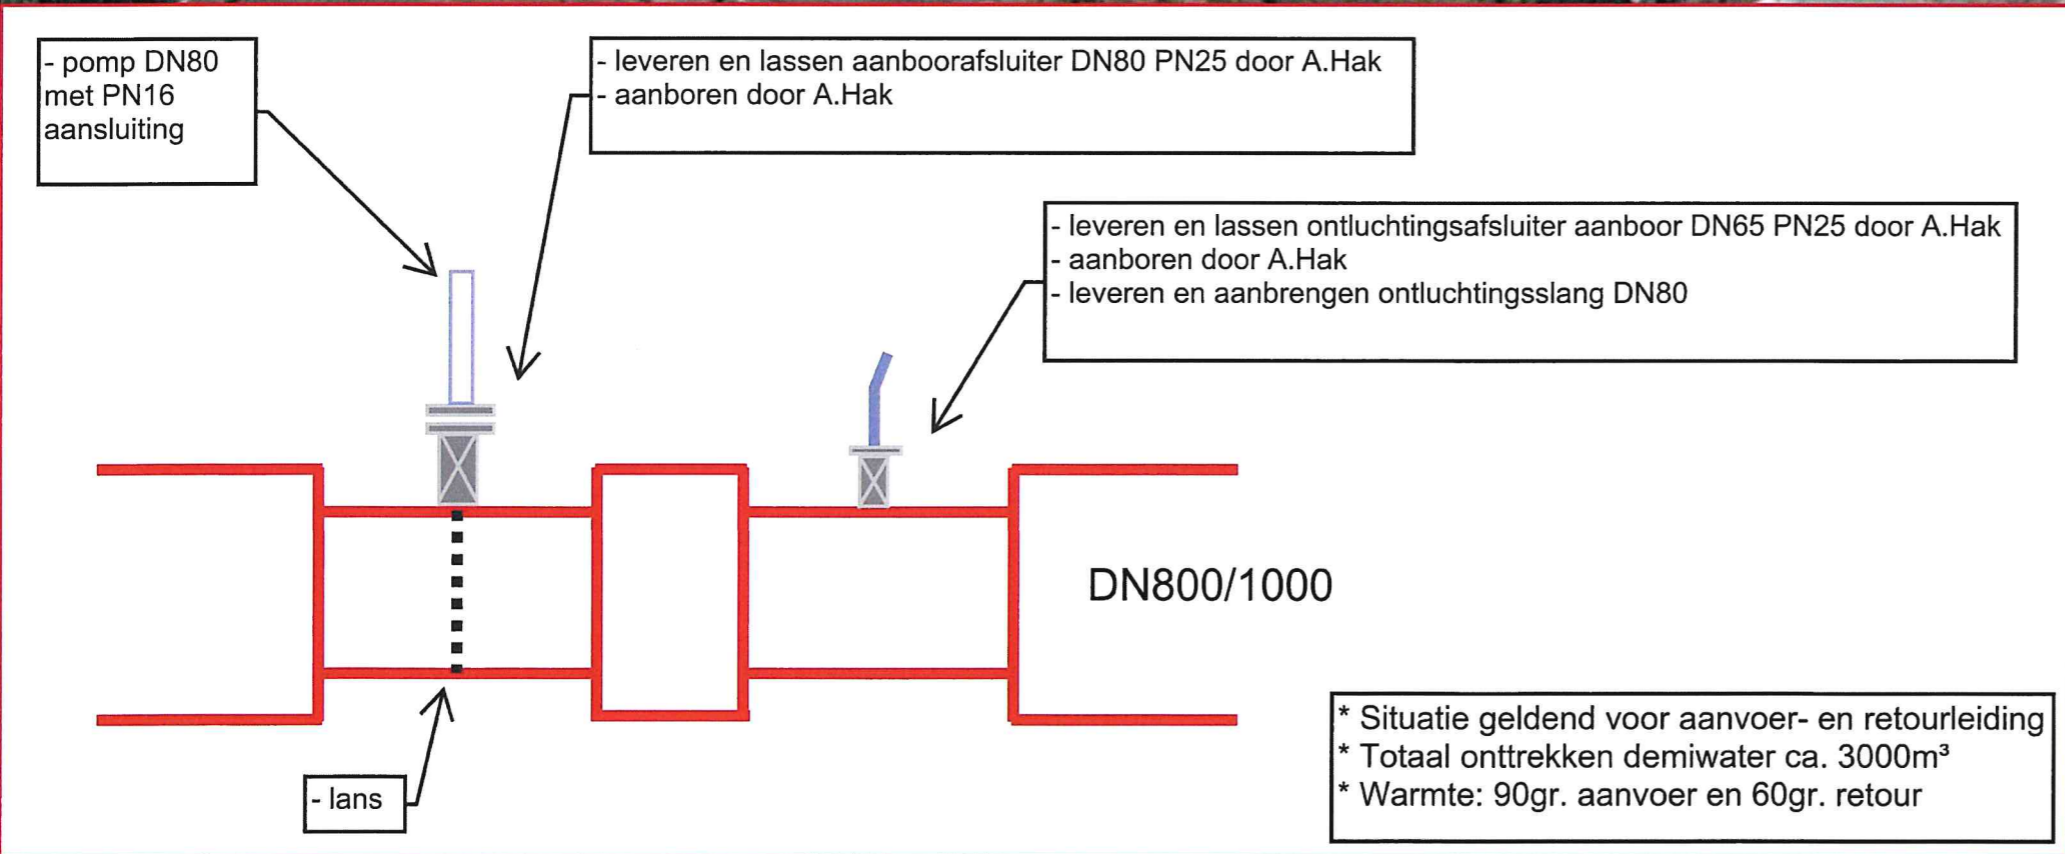 - pomp DN80
met PN16
aansluiting
- leveren en lassen aanboorafsluiter DN80 PN25 door A.Hak
- aanboren door A.Hak
- leveren en lassen ontluchtingsafsluiter aanboor DN65 PN25 door A.Hak
- aanboren door A.Hak
- leveren en aanbrengen ontluchtingsslang DN80
DN800/1000
- lans
* Situatie geldend voor aanvoer- en retourleiding
* Totaal onttrekken demiwater ca. 3000m³
* Warmte: 90gr. aanvoer en 60gr. retour